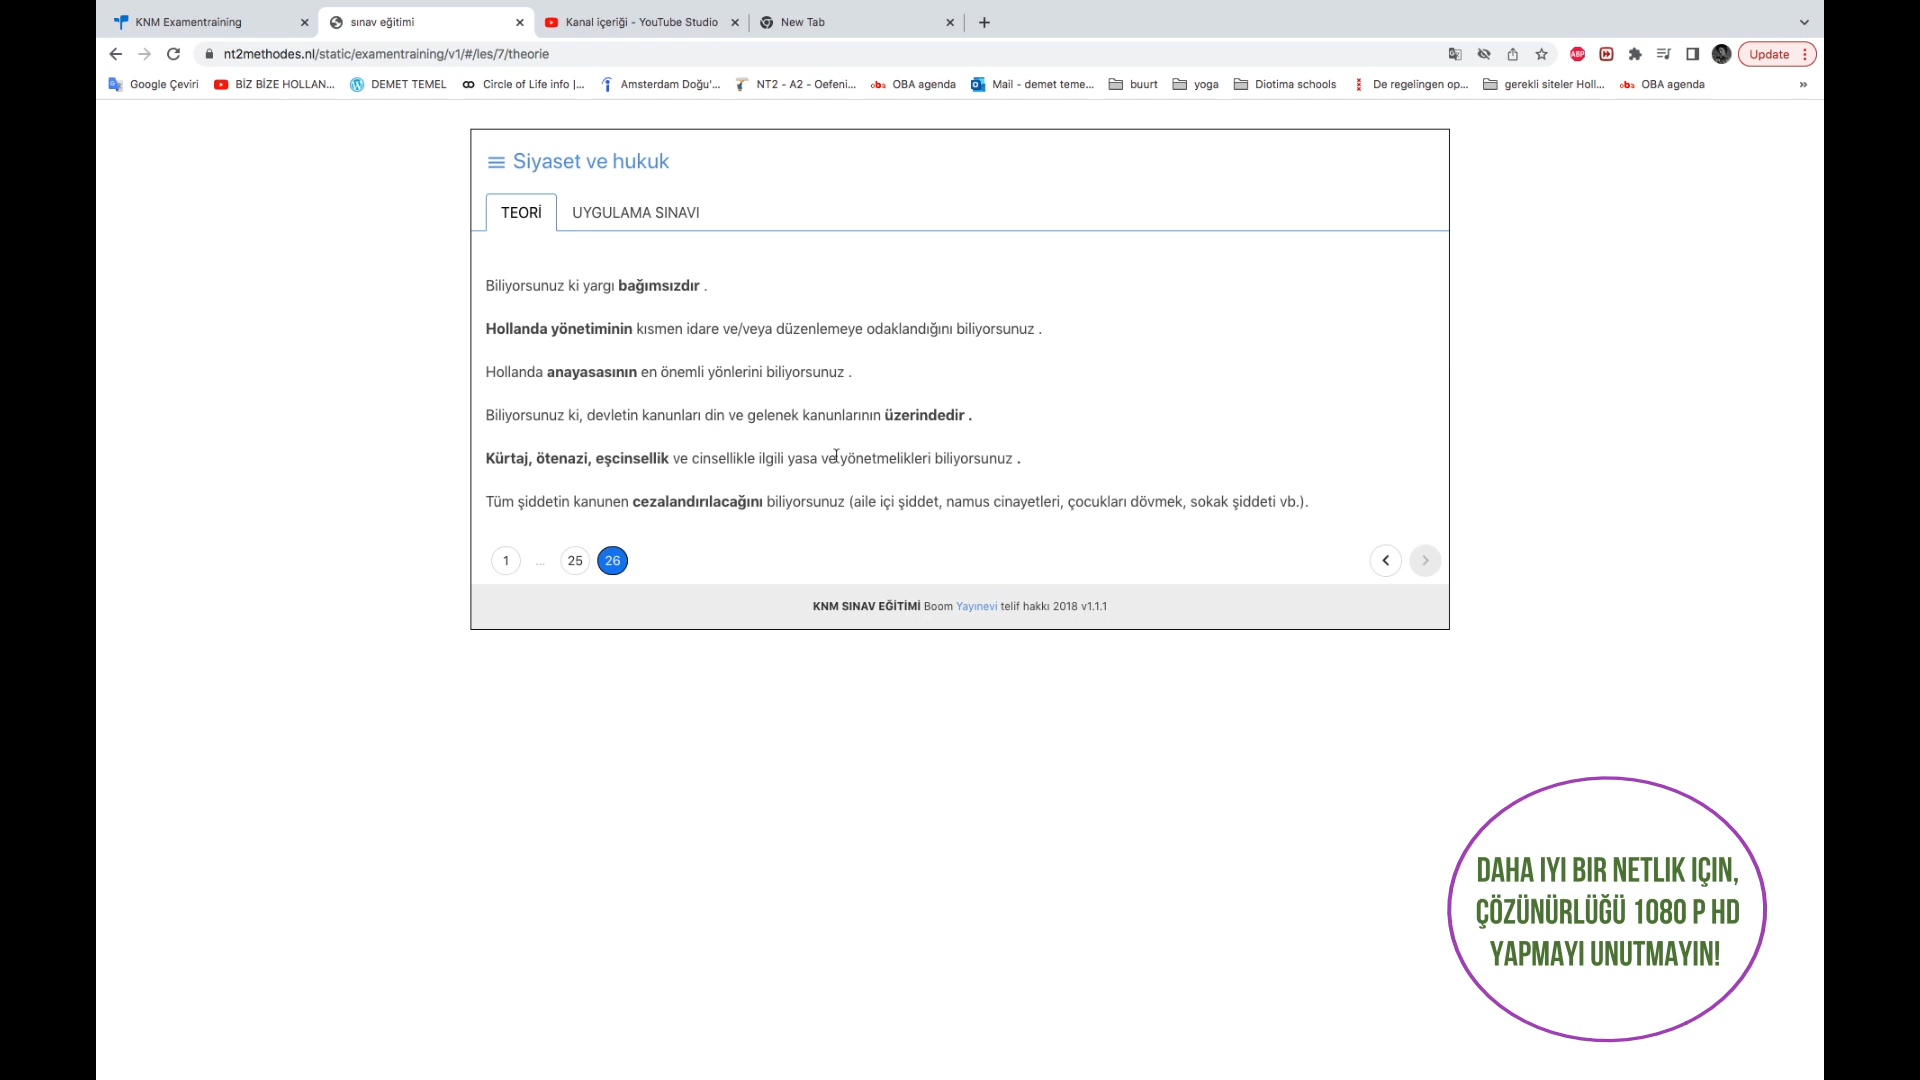 KNM Examentraining
sınav eğitimi
Kanal içeriği - YouTube Studio
New Tab
nt2methodes.nl/static/examentraining/v1/#/les/7/theorie
ABP
Update
Google Çeviri
BİZ BİZE HOLLAN...
DEMET TEMEL
Circle of Life info |...
Amsterdam Doğu'...
NT2 - A2 - Oefeni...
oba OBA agenda
Mail - demet teme...
buurt
yoga
Diotima schools
De regelingen op...
gerekli siteler Holl...
oba OBA agenda
»
Siyaset ve hukuk
TEORİ
UYGULAMA SINAVI
Biliyorsunuz ki yargı bağımsızdır .
Hollanda yönetiminin kısmen idare ve/veya düzenlemeye odaklandığını biliyorsunuz .
Hollanda anayasasının en önemli yönlerini biliyorsunuz .
Biliyorsunuz ki, devletin kanunları din ve gelenek kanunlarının üzerindedir .
Kürtaj, ötenazi, eşcinsellik ve cinsellikle ilgili yasa ve yönetmelikleri biliyorsunuz .
Tüm şiddetin kanunen cezalandırılacağını biliyorsunuz (aile içi şiddet, namus cinayetleri, çocukları dövmek, sokak şiddeti vb.).
1 ... 25 26
KNM SINAV EĞİTİMİ Boom Yayınevi telif hakkı 2018 v1.1.1
DAHA IYI BIR NETLIK IÇIN,
ÇÖZÜNÜRLÜĞÜ 1080 P HD
YAPMAYI UNUTMAYIN!